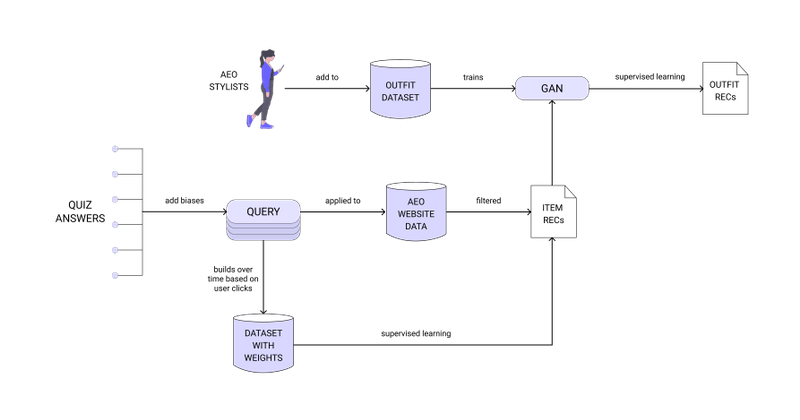 AEO
STYLISTS
add to
OUTFIT
DATASET
trains
GAN
supervised learning
OUTFIT
RECs
QUIZ
ANSWERS
add biases
QUERY
applied to
AEO
WEBSITE
DATA
filtered
ITEM
RECs
builds over
time based on
user clicks
DATASET
WITH
WEIGHTS
supervised learning